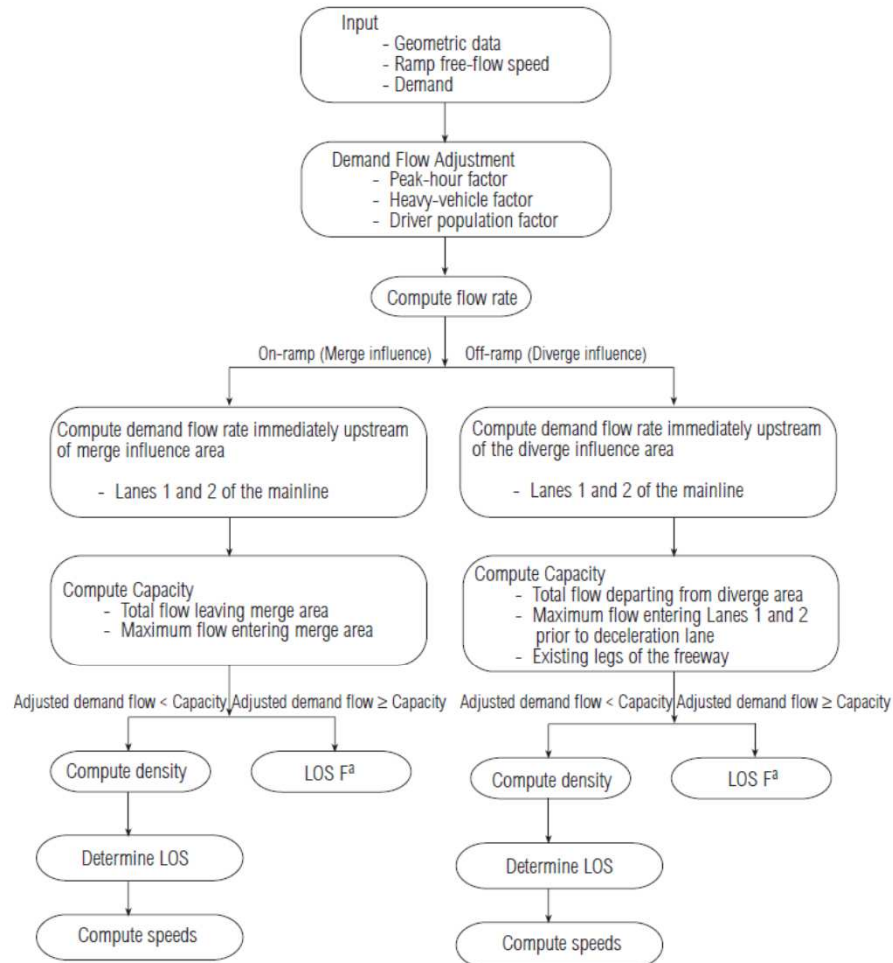 Input
- Geometric data
- Ramp free-flow speed
- Demand
Demand Flow Adjustment
- Peak-hour factor
- Heavy-vehicle factor
- Driver population factor
Compute flow rate
On-ramp (Merge influence)
Off-ramp (Diverge influence)
Compute demand flow rate immediately upstream
of merge influence area
- Lanes 1 and 2 of the mainline
Compute demand flow rate immediately upstream
of the diverge influence area
- Lanes 1 and 2 of the mainline
Compute Capacity
- Total flow leaving merge area
- Maximum flow entering merge area
Compute Capacity
- Total flow departing from diverge area
- Maximum flow entering Lanes 1 and 2
prior to deceleration lane
- Existing legs of the freeway
Adjusted demand flow < Capacity
Adjusted demand flow ≥ Capacity
Adjusted demand flow < Capacity
Adjusted demand flow ≥ Capacity
Compute density
LOS Fª
Compute density
LOS Fª
Determine LOS
Determine LOS
Compute speeds
Compute speeds